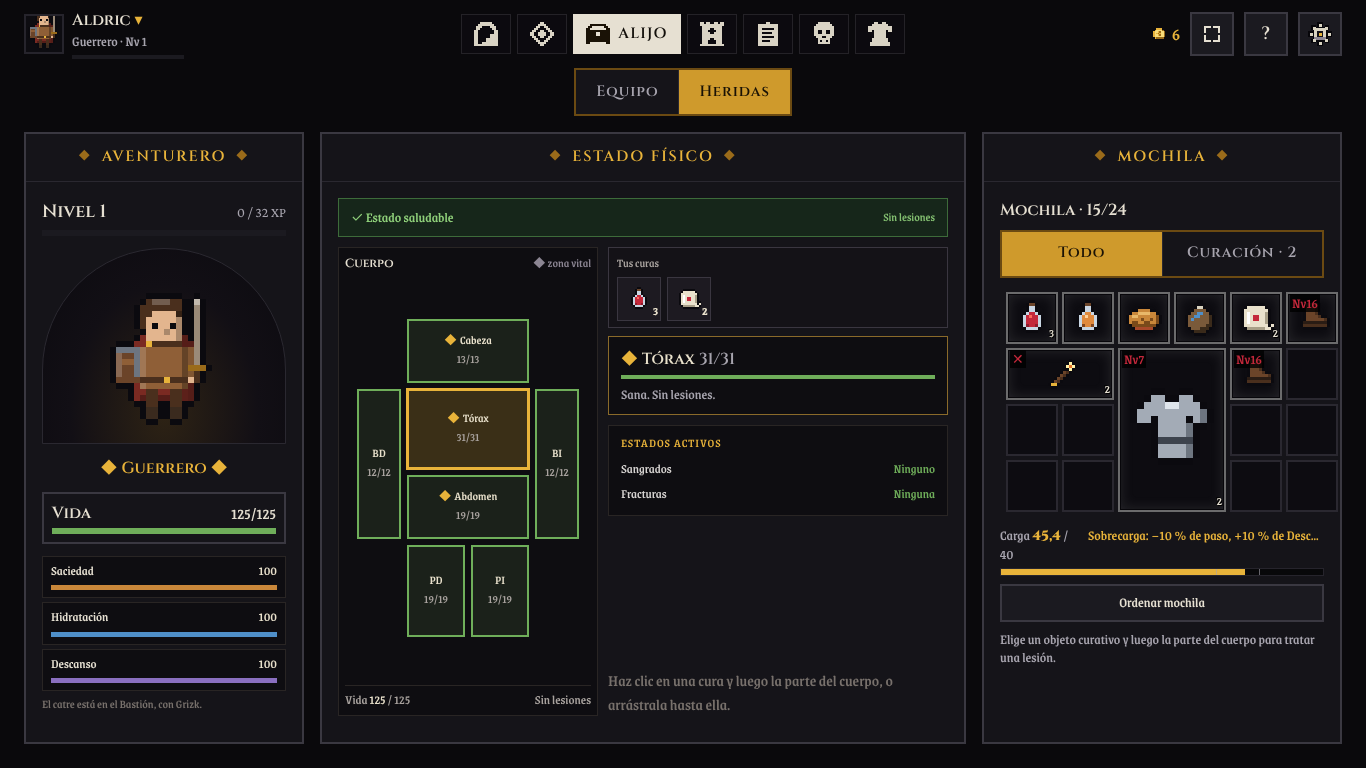 Aldric ▾
Guerrero · Nv 1
Alijo
6
?
Equipo
Heridas
Aventurero
Nivel 1
0 / 32 XP
Guerrero
Vida
125/125
Saciedad
100
Hidratación
100
Descanso
100
El catre está en el Bastión, con Grizk.
Estado físico
✓ Estado saludable
Sin lesiones
Cuerpo
◆ zona vital
Cabeza
13/13
Tórax
31/31
BD
12/12
BI
12/12
Abdomen
19/19
PD
19/19
PI
19/19
Vida 125 / 125
Sin lesiones
Tus curas
3
2
Tórax 31/31
Sana. Sin lesiones.
Estados activos
Sangrados
Ninguno
Fracturas
Ninguna
Haz clic en una cura y luego la parte del cuerpo, o
arrástrala hasta ella.
Mochila
Mochila · 15/24
Todo
Curación · 2
3
2
Nv16
✕
2
Nv7
2
Nv16
Carga 45,4 /
40
Sobrecarga: −10 % de paso, +10 % de Desc…
Ordenar mochila
Elige un objeto curativo y luego la parte del cuerpo para tratar
una lesión.